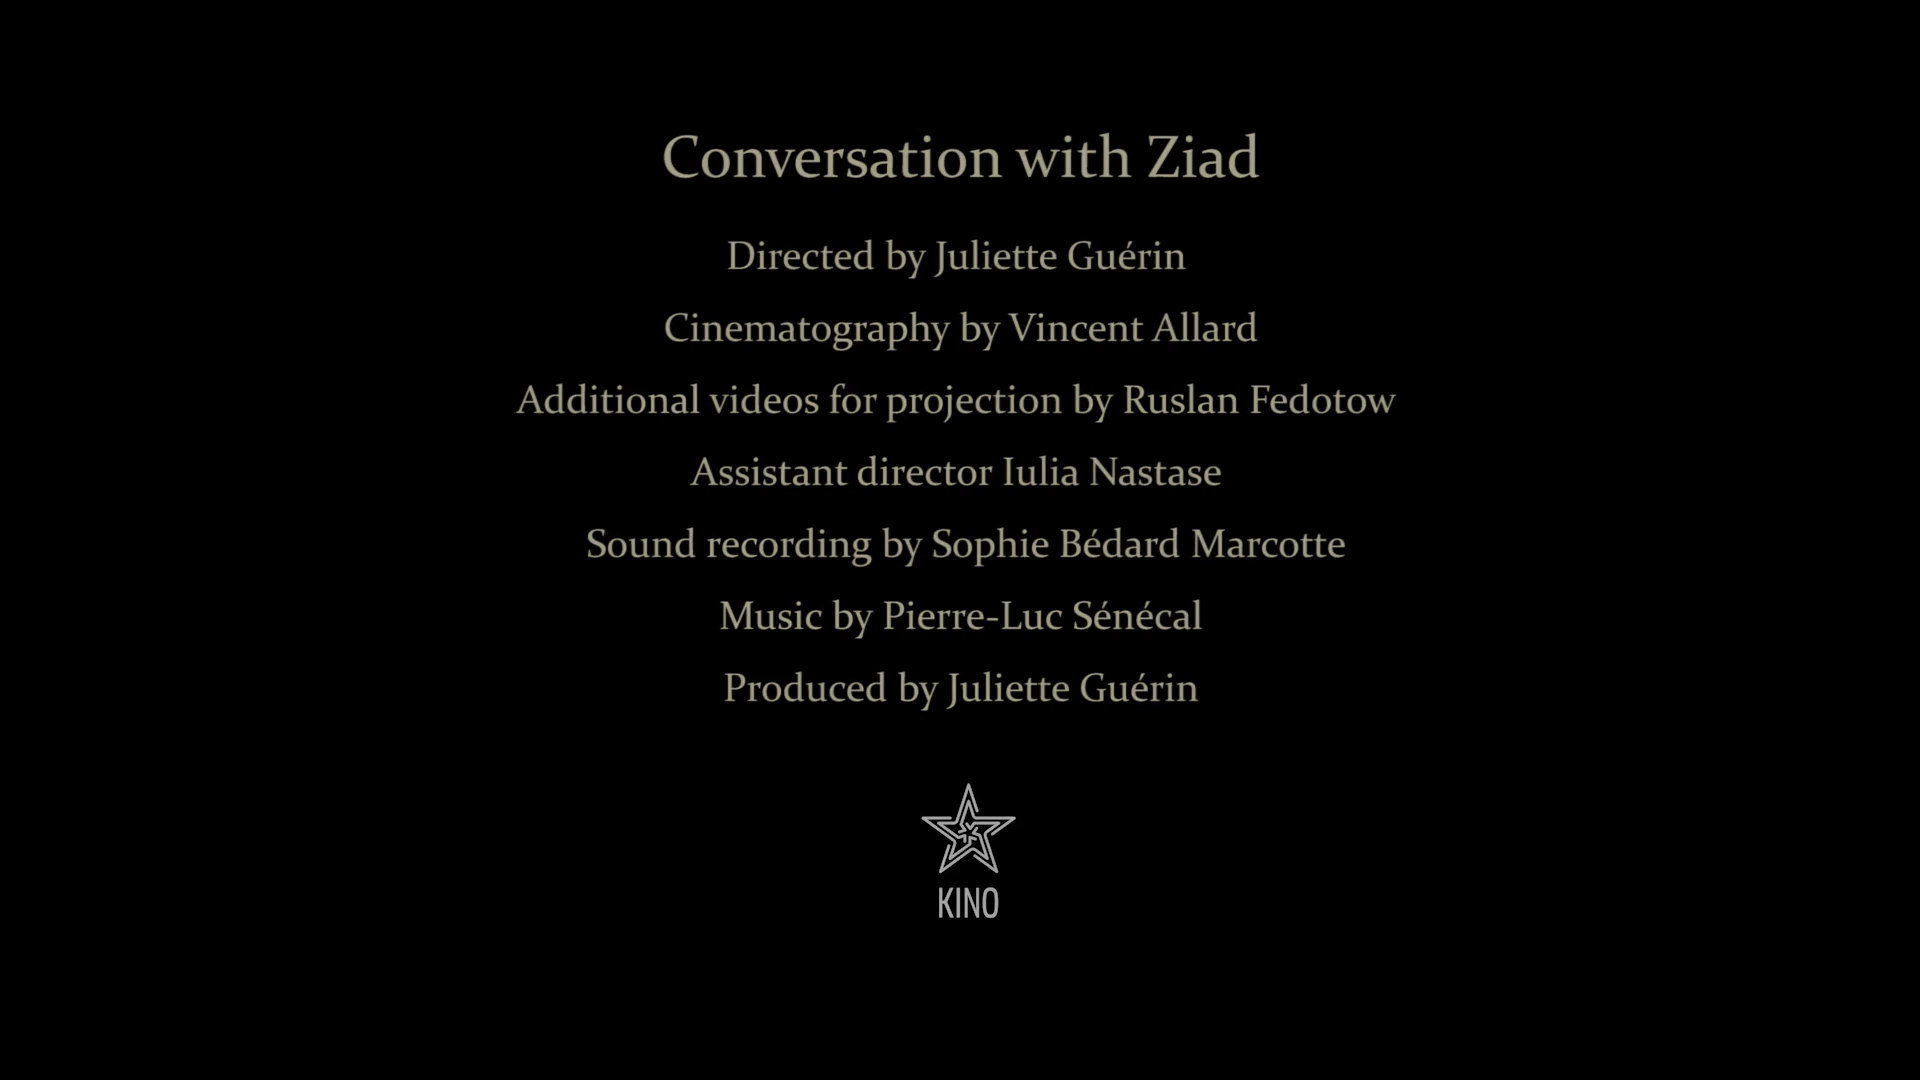 Conversation with Ziad
Directed by Juliette Guérin
Cinematography by Vincent Allard
Additional videos for projection by Ruslan Fedotow
Assistant director Iulia Nastase
Sound recording by Sophie Bédard Marcotte
Music by Pierre-Luc Sénécal
Produced by Juliette Guérin
KINO